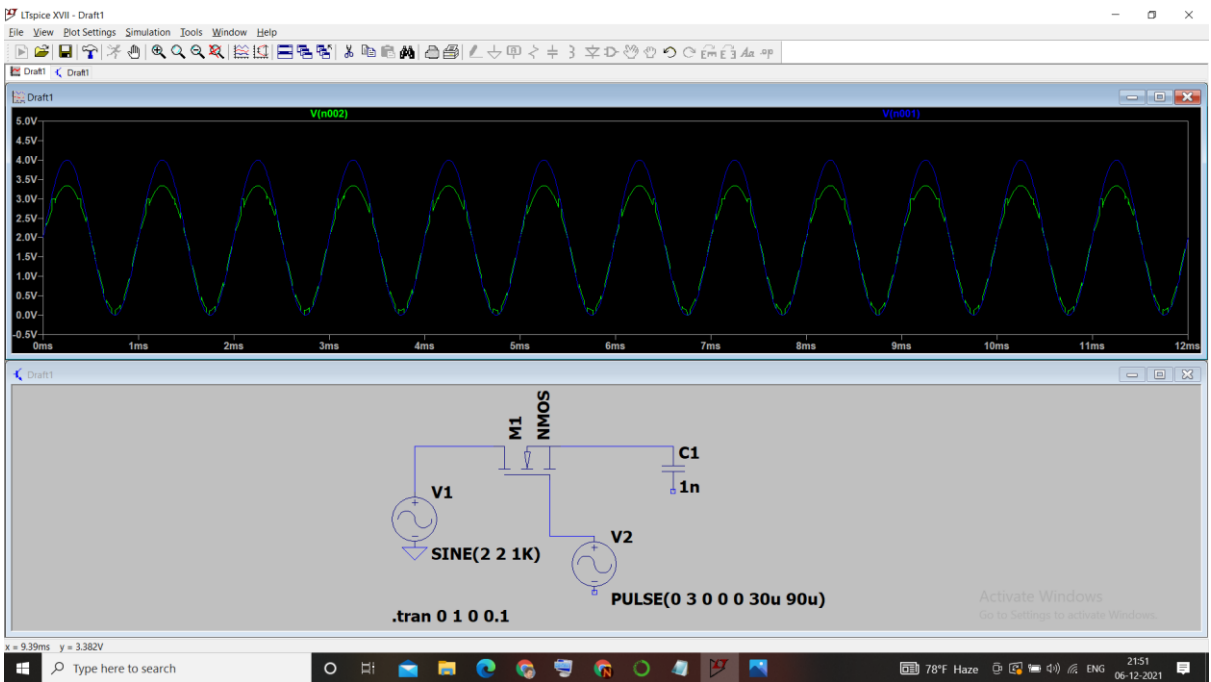 LTspice XVII - Draft1
File View Plot Settings Simulation Tools Window Help
Aa .op
Draft1 Draft1
Draft1
V(n002) V(n001)
5.0V
4.5V
4.0V
3.5V
3.0V
2.5V
2.0V
1.5V
1.0V
0.5V
0.0V
-0.5V
0ms 1ms 2ms 3ms 4ms 5ms 6ms 7ms 8ms 9ms 10ms 11ms 12ms
Draft1
M1
NMOS
C1
1n
V1
SINE(2 2 1K)
V2
PULSE(0 3 0 0 0 30u 90u)
.tran 0 1 0 0.1
Activate Windows
Go to Settings to activate Windows.
x = 9.39ms y = 3.382V
Type here to search
78°F Haze ENG 21:51
06-12-2021